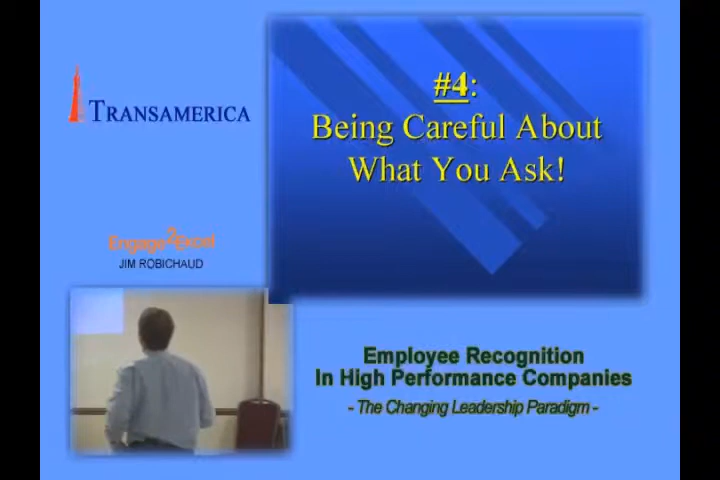 #4:
Being Careful About
What You Ask!
TRANSAMERICA
Engage2Excel
JIM ROBICHAUD
Employee Recognition
In High Performance Companies
- The Changing Leadership Paradigm -